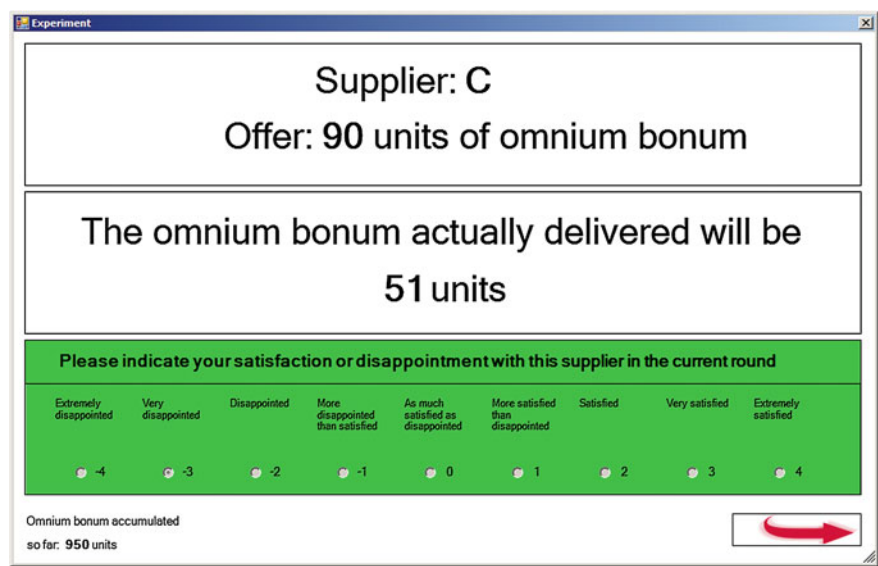 Experiment
Supplier: C
Offer: 90 units of omnium bonum
The omnium bonum actually delivered will be
51 units
Please indicate your satisfaction or disappointment with this supplier in the current round
Extremely disappointed
Very disappointed
Disappointed
More disappointed than satisfied
As much satisfied as disappointed
More satisfied than disappointed
Satisfied
Very satisfied
Extremely satisfied
-4 -3 -2 -1 0 1 2 3 4
Omnium bonum accumulated
so far: 950 units